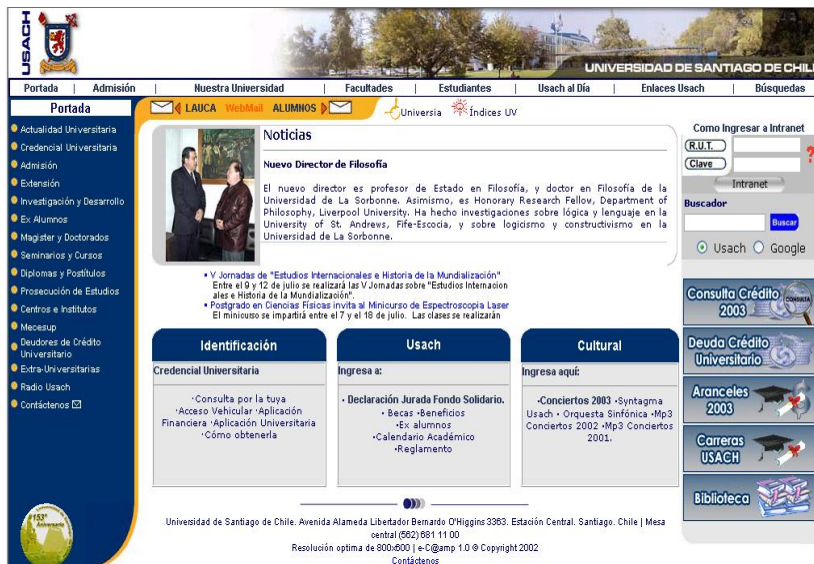 USACH
UNIVERSIDAD DE SANTIAGO DE CHILE
Portada | Admisión | Nuestra Universidad | Facultades | Estudiantes | Usach al Día | Enlaces Usach | Búsquedas
Portada
LAUCA WebMail ALUMNOS
Universia Índices UV
Actualidad Universitaria
Credencial Universitaria
Admisión
Extensión
Investigación y Desarrollo
Ex Alumnos
Magister y Doctorados
Seminarios y Cursos
Diplomas y Postítulos
Prosecución de Estudios
Centros e Institutos
Mecesup
Deudores de Crédito
Universitario
Extra-Universitarias
Radio Usach
Contáctenos
153º
Aniversario
Noticias
Nuevo Director de Filosofía
El nuevo director es profesor de Estado en Filosofía, y doctor en Filosofía de la
Universidad de La Sorbonne. Asimismo, es Honorary Research Fellow, Department of
Philosophy, Liverpool University. Ha hecho investigaciones sobre lógica y lenguaje en la
University of St. Andrews, Fife-Escocia, y sobre logicismo y constructivismo en la
Universidad de La Sorbonne.
▪ V Jornadas de "Estudios Internacionales e Historia de la Mundialización"
Entre el 9 y 12 de julio se realizará las V Jornadas sobre "Estudios Internacion
ales e Historia de la Mundialización".
▪ Postgrado en Ciencias Físicas invita al Minicurso de Espectroscopia Laser
El minicurso se impartirá entre el 7 y el 18 de julio. Las clases se realizarán
Identificación
Credencial Universitaria
·Consulta por la tuya
·Acceso Vehicular ·Aplicación
Financiera ·Aplicación Universitaria
·Cómo obtenerla
Usach
Ingresa a:
· Declaración Jurada Fondo Solidario.
· Becas ·Beneficios
·Ex alumnos
·Calendario Académico
·Reglamento
Cultural
Ingresa aquí:
·Conciertos 2003 ·Syntagma
Usach · Orquesta Sinfónica ·Mp3
Conciertos 2002 ·Mp3 Conciertos
2001.
Como Ingresar a Intranet
R.U.T.
Clave
?
Intranet
Buscador
Buscar
Usach Google
Consulta Crédito
2003
CONSULTA
Deuda Crédito
Universitario
Aranceles
2003
Carreras
USACH
Biblioteca
Universidad de Santiago de Chile. Avenida Alameda Libertador Bernardo O'Higgins 3363. Estación Central. Santiago. Chile | Mesa
central (562) 681 11 00
Resolución optima de 800x600 | e-C@amp 1.0 © Copyright 2002
Contáctenos